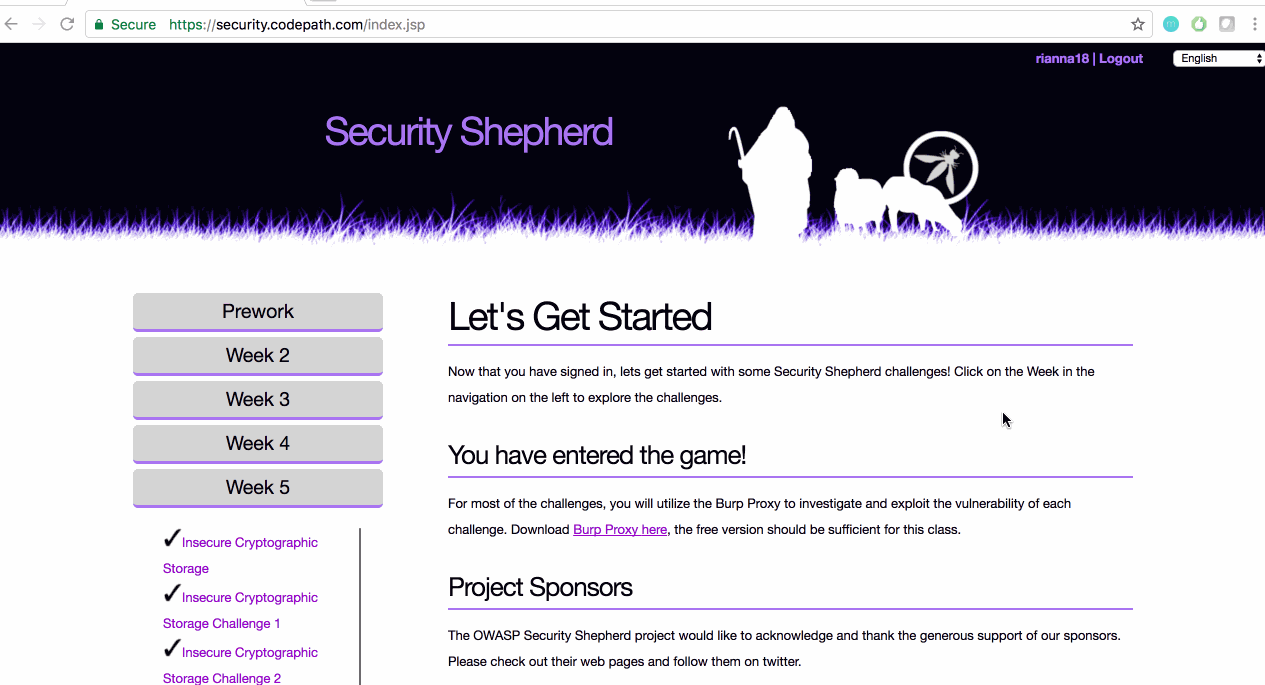 Secure https://security.codepath.com/index.jsp
rianna18 | Logout
English
Security Shepherd
Prework
Week 2
Week 3
Week 4
Week 5
✓Insecure Cryptographic
Storage
✓Insecure Cryptographic
Storage Challenge 1
✓Insecure Cryptographic
Storage Challenge 2
Let's Get Started
Now that you have signed in, lets get started with some Security Shepherd challenges! Click on the Week in the
navigation on the left to explore the challenges.
You have entered the game!
For most of the challenges, you will utilize the Burp Proxy to investigate and exploit the vulnerability of each
challenge. Download Burp Proxy here, the free version should be sufficient for this class.
Project Sponsors
The OWASP Security Shepherd project would like to acknowledge and thank the generous support of our sponsors.
Please check out their web pages and follow them on twitter.